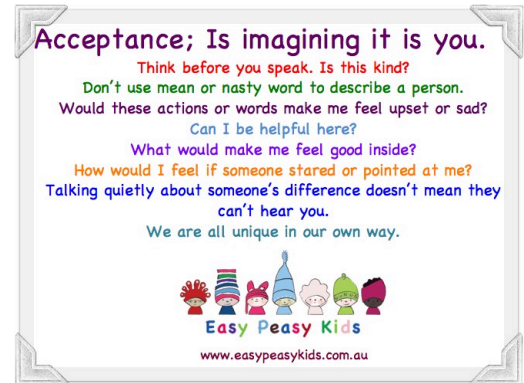 Acceptance; Is imagining it is you.
Think before you speak. Is this kind?
Don't use mean or nasty word to describe a person.
Would these actions or words make me feel upset or sad?
Can I be helpful here?
What would make me feel good inside?
How would I feel if someone stared or pointed at me?
Talking quietly about someone's difference doesn't mean they
can't hear you.
We are all unique in our own way.
Easy Peasy Kids
www.easypeasykids.com.au